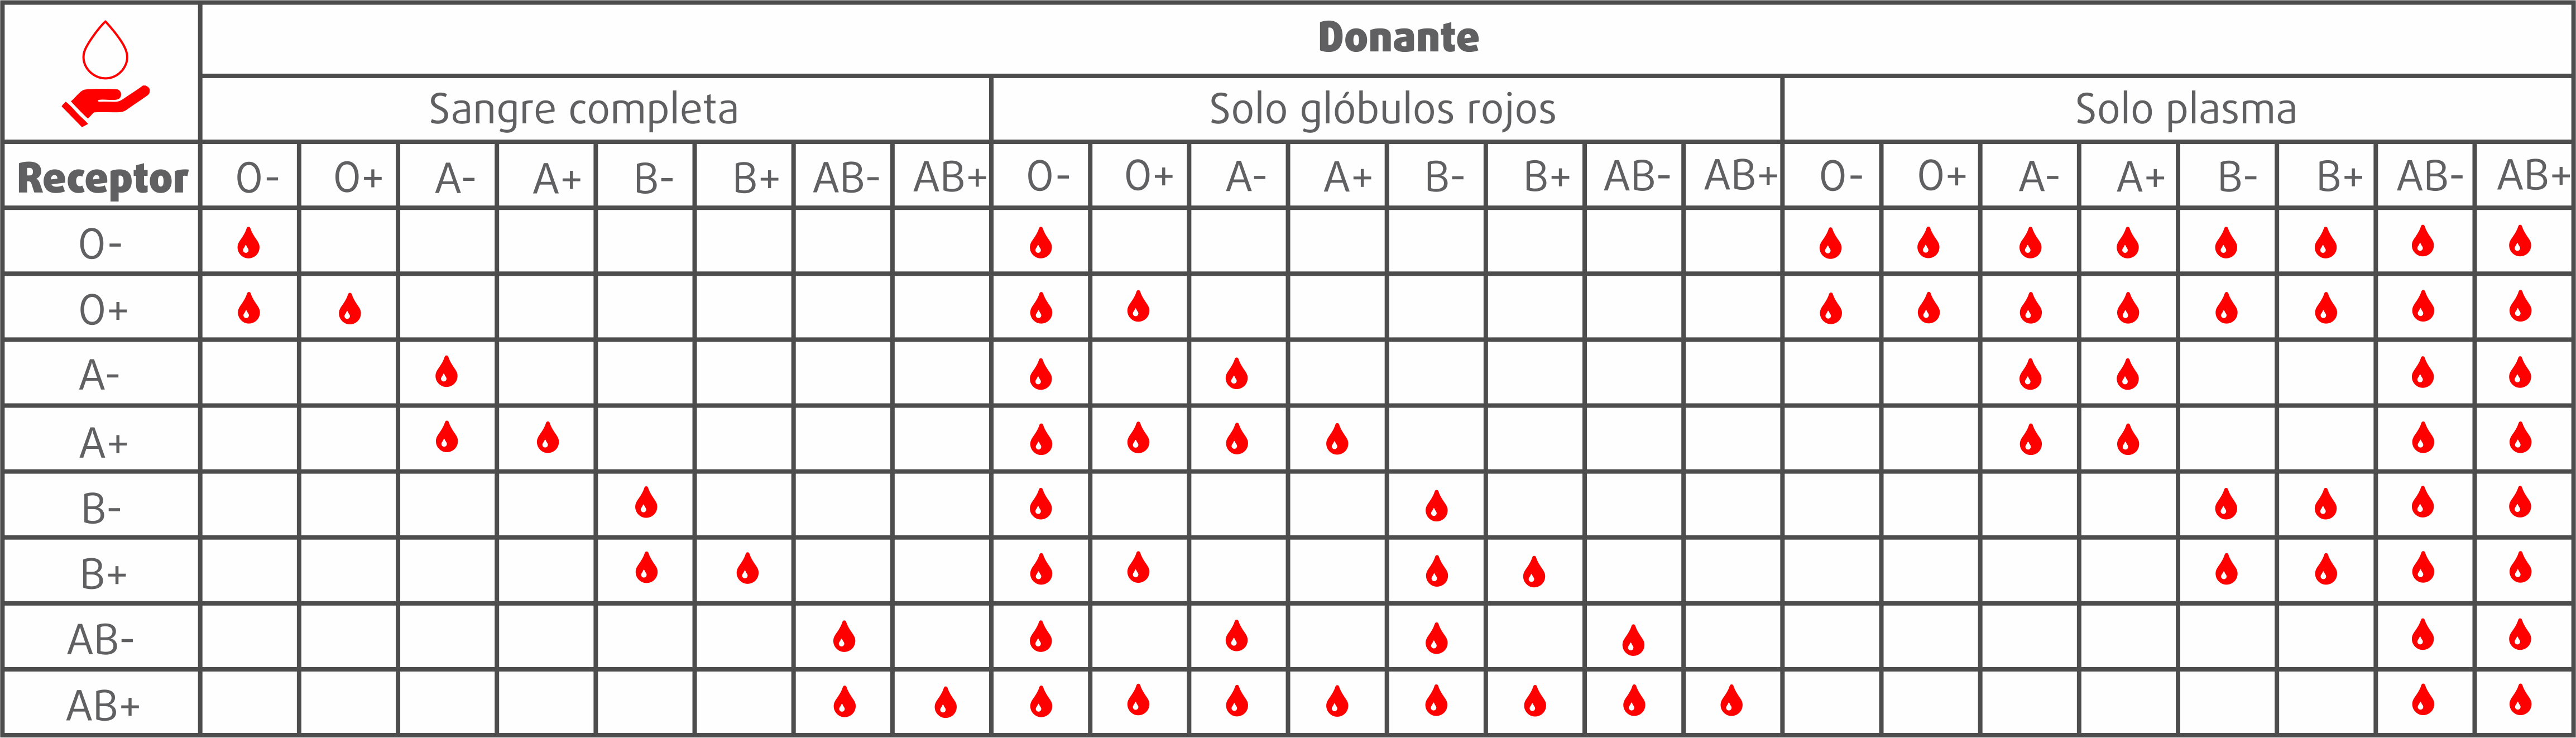 Donante
Sangre completa Solo glóbulos rojos Solo plasma
Receptor O- O+ A- A+ B- B+ AB- AB+ O- O+ A- A+ B- B+ AB- AB+ O- O+ A- A+ B- B+ AB- AB+
O-
O+
A-
A+
B-
B+
AB-
AB+